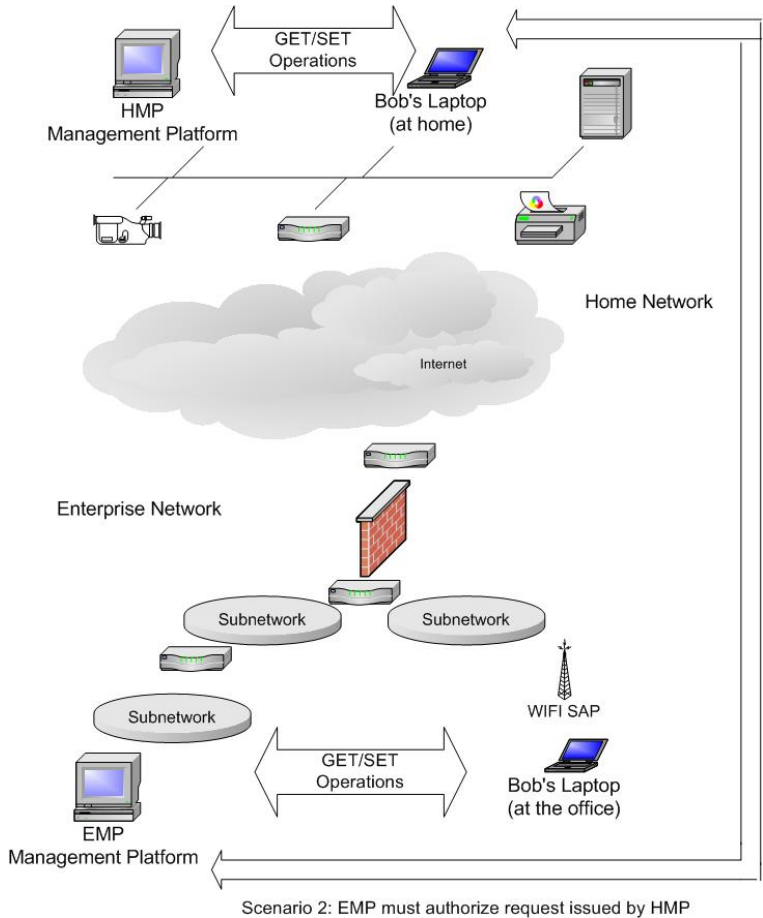 GET/SET
Operations
HMP
Management Platform
Bob's Laptop
(at home)
Home Network
Internet
Enterprise Network
Subnetwork
Subnetwork
Subnetwork
WIFI SAP
GET/SET
Operations
Bob's Laptop
(at the office)
EMP
Management Platform
Scenario 2: EMP must authorize request issued by HMP